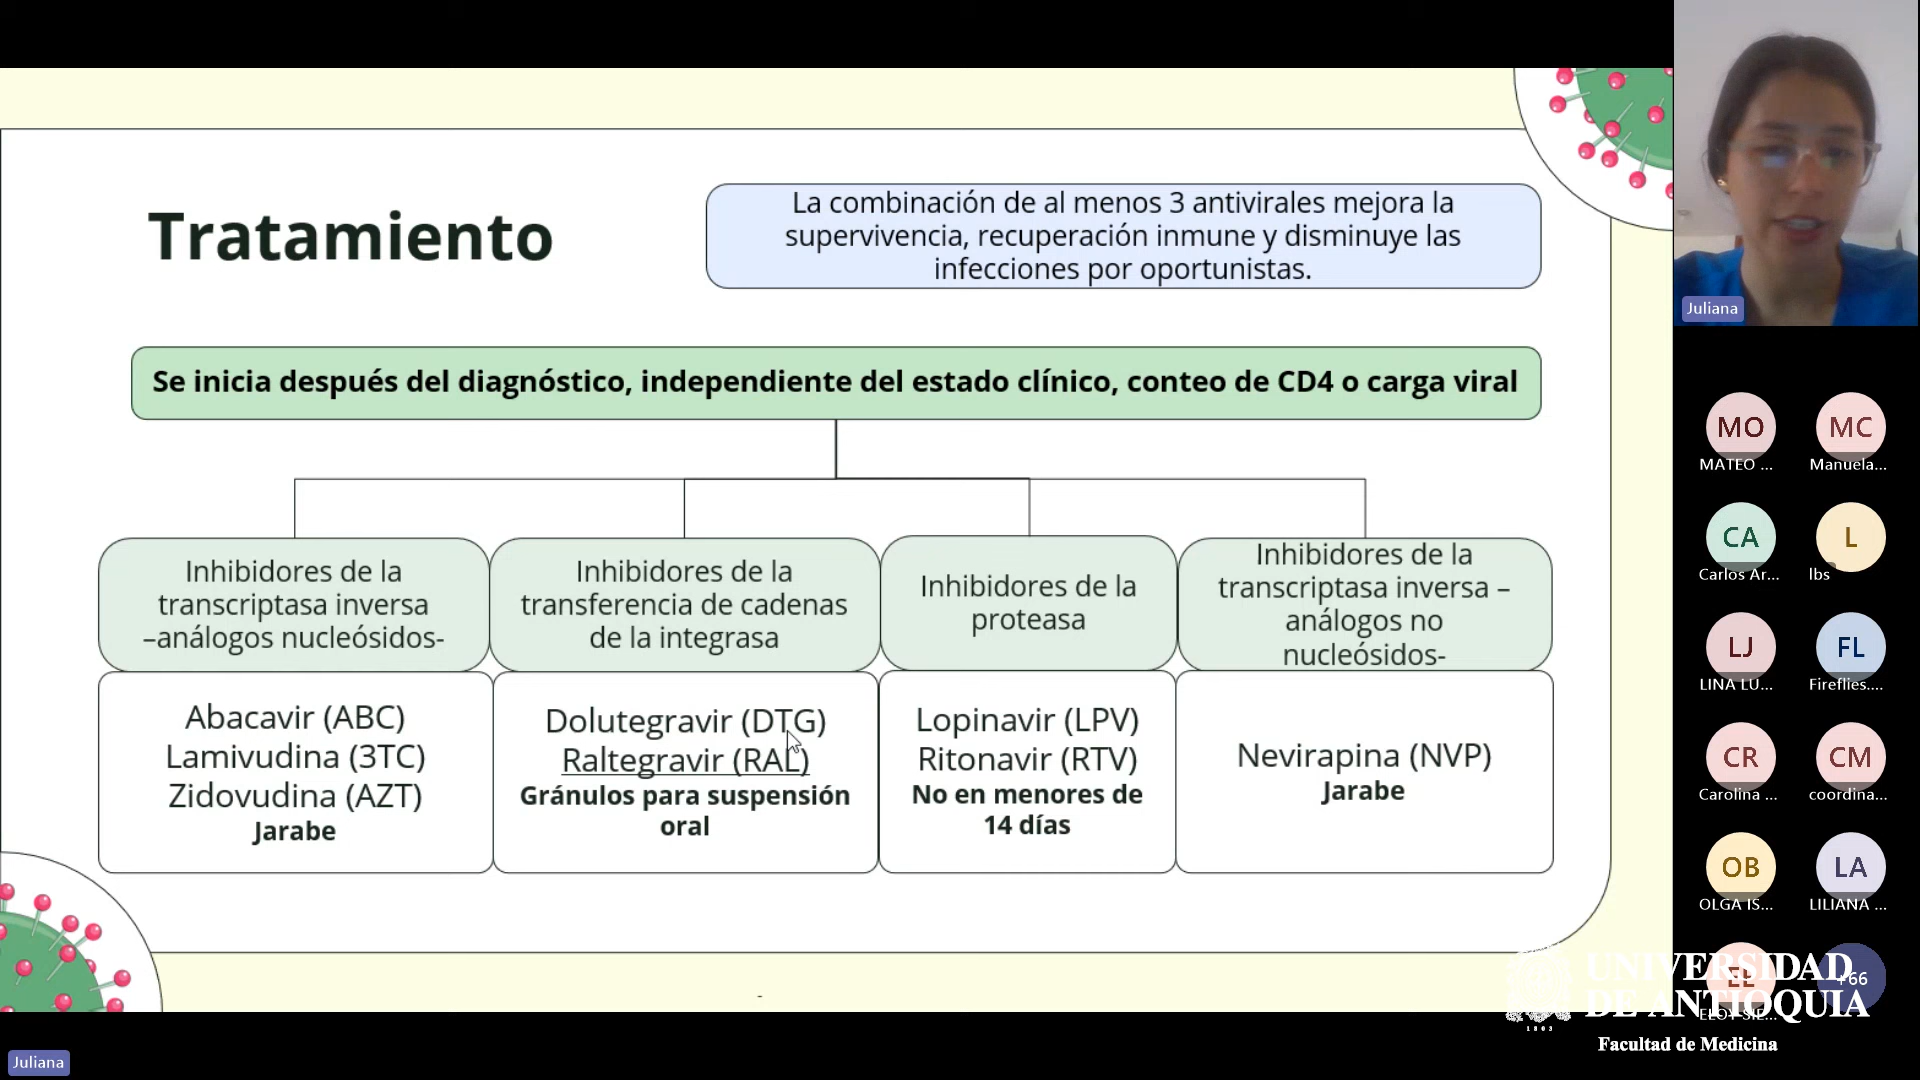 Tratamiento
La combinación de al menos 3 antivirales mejora la
supervivencia, recuperación inmune y disminuye las
infecciones por oportunistas.
Se inicia después del diagnóstico, independiente del estado clínico, conteo de CD4 o carga viral
Inhibidores de la
transcriptasa inversa
–análogos nucleósidos-
Abacavir (ABC)
Lamivudina (3TC)
Zidovudina (AZT)
Jarabe
Inhibidores de la
transferencia de cadenas
de la integrasa
Dolutegravir (DTG)
Raltegravir (RAL)
Gránulos para suspensión
oral
Inhibidores de la
proteasa
Lopinavir (LPV)
Ritonavir (RTV)
No en menores de
14 días
Inhibidores de la
transcriptasa inversa –
análogos no
nucleósidos-
Nevirapina (NVP)
Jarabe
-
Juliana
Juliana
MO
MATEO ...
MC
Manuela...
CA
Carlos Ar...
L
lbs
LJ
LINA LU...
FL
Fireflies....
CR
Carolina ...
CM
coordina...
OB
OLGA IS...
LA
LILIANA ...
+66
UNIVERSIDAD
DE ANTIOQUIA
1803
Facultad de Medicina